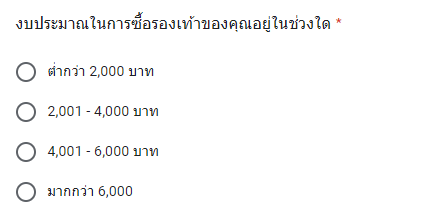 งบประมาณในการซื้อรองเท้าของคุณอยู่ในช่วงใด *
ต่ำกว่า 2,000 บาท
2,001 - 4,000 บาท
4,001 - 6,000 บาท
มากกว่า 6,000